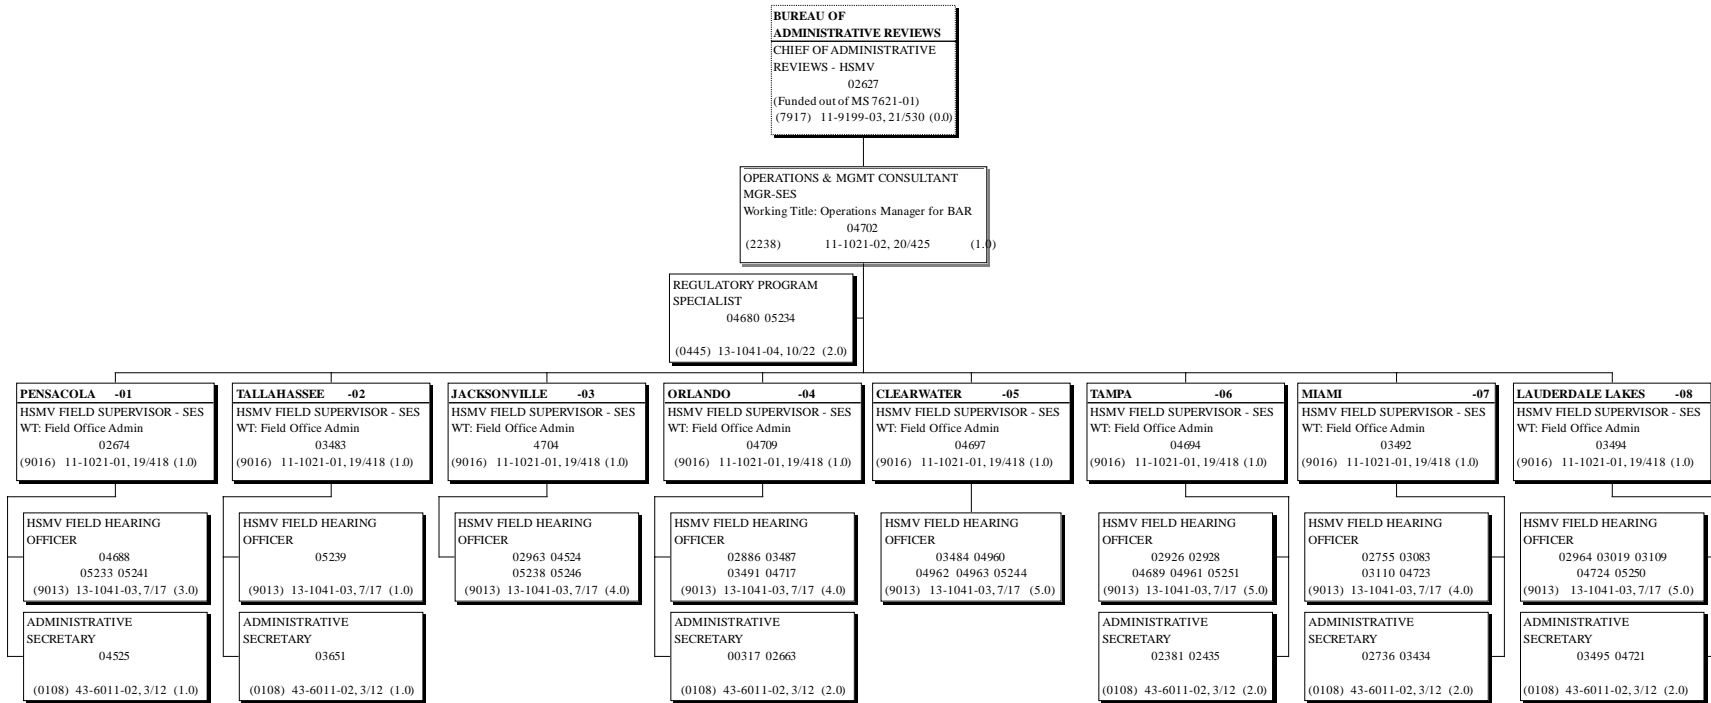 BUREAU OF
ADMINISTRATIVE REVIEWS
CHIEF OF ADMINISTRATIVE
REVIEWS - HSMV
02627
(Funded out of MS 7621-01)
(7917) 11-9199-03, 21/530 (0.0)
OPERATIONS & MGMT CONSULTANT
MGR-SES
Working Title: Operations Manager for BAR
04702
(2238) 11-1021-02, 20/425 (1.0)
REGULATORY PROGRAM
SPECIALIST
04680 05234
(0445) 13-1041-04, 10/22 (2.0)
PENSACOLA -01
HSMV FIELD SUPERVISOR - SES
WT: Field Office Admin
02674
(9016) 11-1021-01, 19/418 (1.0)
TALLAHASSEE -02
HSMV FIELD SUPERVISOR - SES
WT: Field Office Admin
03483
(9016) 11-1021-01, 19/418 (1.0)
JACKSONVILLE -03
HSMV FIELD SUPERVISOR - SES
WT: Field Office Admin
4704
(9016) 11-1021-01, 19/418 (1.0)
ORLANDO -04
HSMV FIELD SUPERVISOR - SES
WT: Field Office Admin
04709
(9016) 11-1021-01, 19/418 (1.0)
CLEARWATER -05
HSMV FIELD SUPERVISOR - SES
WT: Field Office Admin
04697
(9016) 11-1021-01, 19/418 (1.0)
TAMPA -06
HSMV FIELD SUPERVISOR - SES
WT: Field Office Admin
04694
(9016) 11-1021-01, 19/418 (1.0)
MIAMI -07
HSMV FIELD SUPERVISOR - SES
WT: Field Office Admin
03492
(9016) 11-1021-01, 19/418 (1.0)
LAUDERDALE LAKES -08
HSMV FIELD SUPERVISOR - SES
WT: Field Office Admin
03494
(9016) 11-1021-01, 19/418 (1.0)
HSMV FIELD HEARING
OFFICER
04688
05233 05241
(9013) 13-1041-03, 7/17 (3.0)
HSMV FIELD HEARING
OFFICER
05239
(9013) 13-1041-03, 7/17 (1.0)
HSMV FIELD HEARING
OFFICER
02963 04524
05238 05246
(9013) 13-1041-03, 7/17 (4.0)
HSMV FIELD HEARING
OFFICER
02886 03487
03491 04717
(9013) 13-1041-03, 7/17 (4.0)
HSMV FIELD HEARING
OFFICER
03484 04960
04962 04963 05244
(9013) 13-1041-03, 7/17 (5.0)
HSMV FIELD HEARING
OFFICER
02926 02928
04689 04961 05251
(9013) 13-1041-03, 7/17 (5.0)
HSMV FIELD HEARING
OFFICER
02755 03083
03110 04723
(9013) 13-1041-03, 7/17 (4.0)
HSMV FIELD HEARING
OFFICER
02964 03019 03109
04724 05250
(9013) 13-1041-03, 7/17 (5.0)
ADMINISTRATIVE
SECRETARY
04525
(0108) 43-6011-02, 3/12 (1.0)
ADMINISTRATIVE
SECRETARY
03651
(0108) 43-6011-02, 3/12 (1.0)
ADMINISTRATIVE
SECRETARY
00317 02663
(0108) 43-6011-02, 3/12 (2.0)
ADMINISTRATIVE
SECRETARY
02381 02435
(0108) 43-6011-02, 3/12 (2.0)
ADMINISTRATIVE
SECRETARY
02736 03434
(0108) 43-6011-02, 3/12 (2.0)
ADMINISTRATIVE
SECRETARY
03495 04721
(0108) 43-6011-02, 3/12 (2.0)